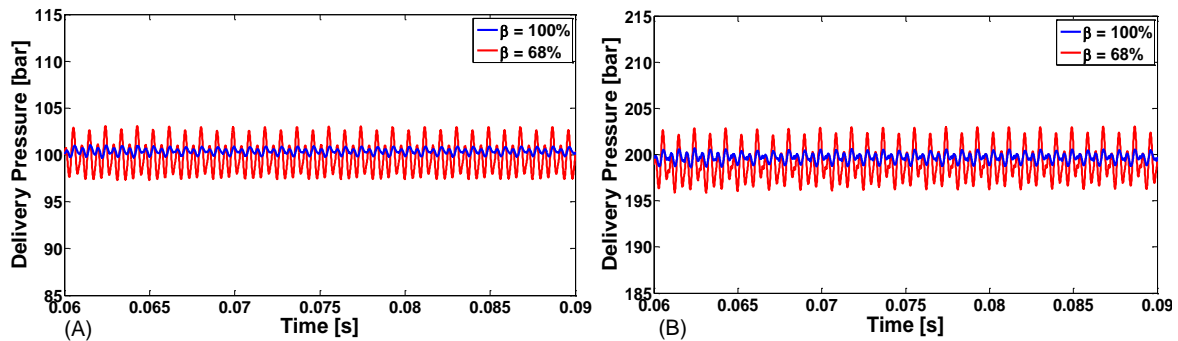 115
110
105
100
95
90
85
Delivery Pressure [bar]
β = 100%
β = 68%
0.06
0.065
0.07
0.075
0.08
0.085
0.09
Time [s]
(A)
215
210
205
200
195
190
185
Delivery Pressure [bar]
β = 100%
β = 68%
0.06
0.065
0.07
0.075
0.08
0.085
0.09
Time [s]
(B)